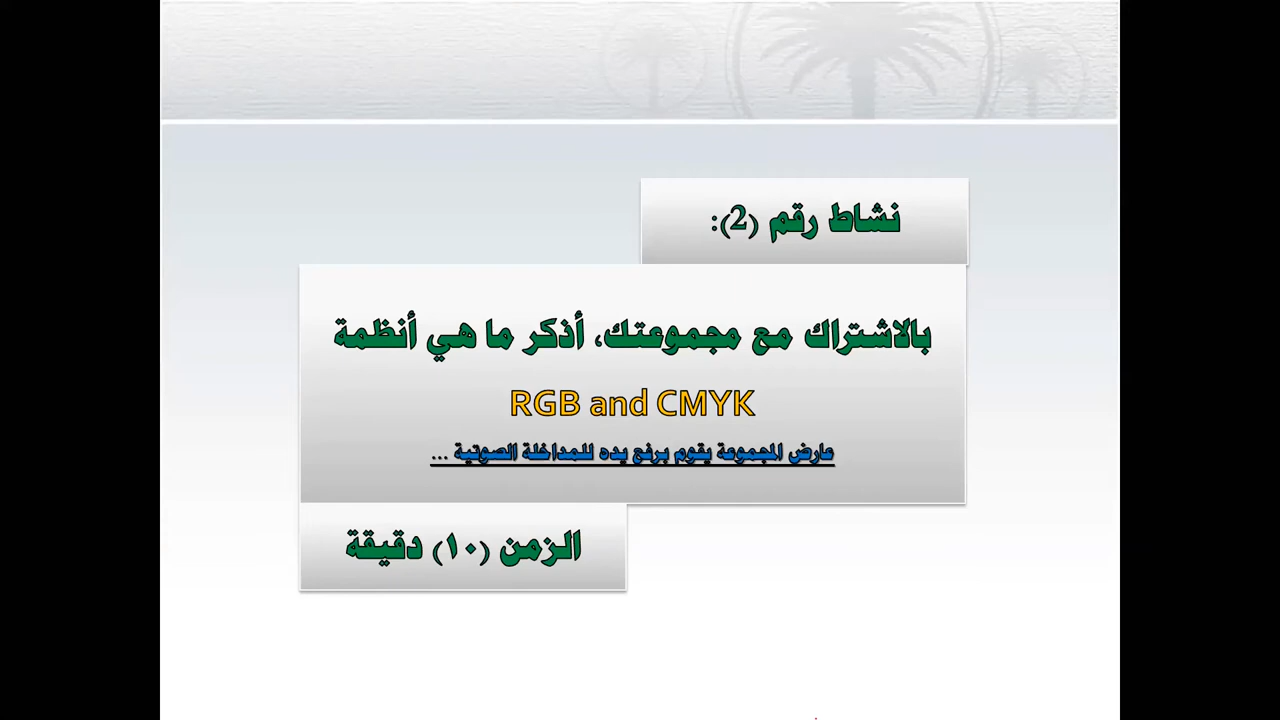 نشاط رقم (2):
بالاشتراك مع مجموعتك، أذكر ما هي أنظمة
RGB and CMYK
عارض المجموعة يقوم برفع يده للمداخلة الصوتية ...
الزمن (١٠) دقيقة